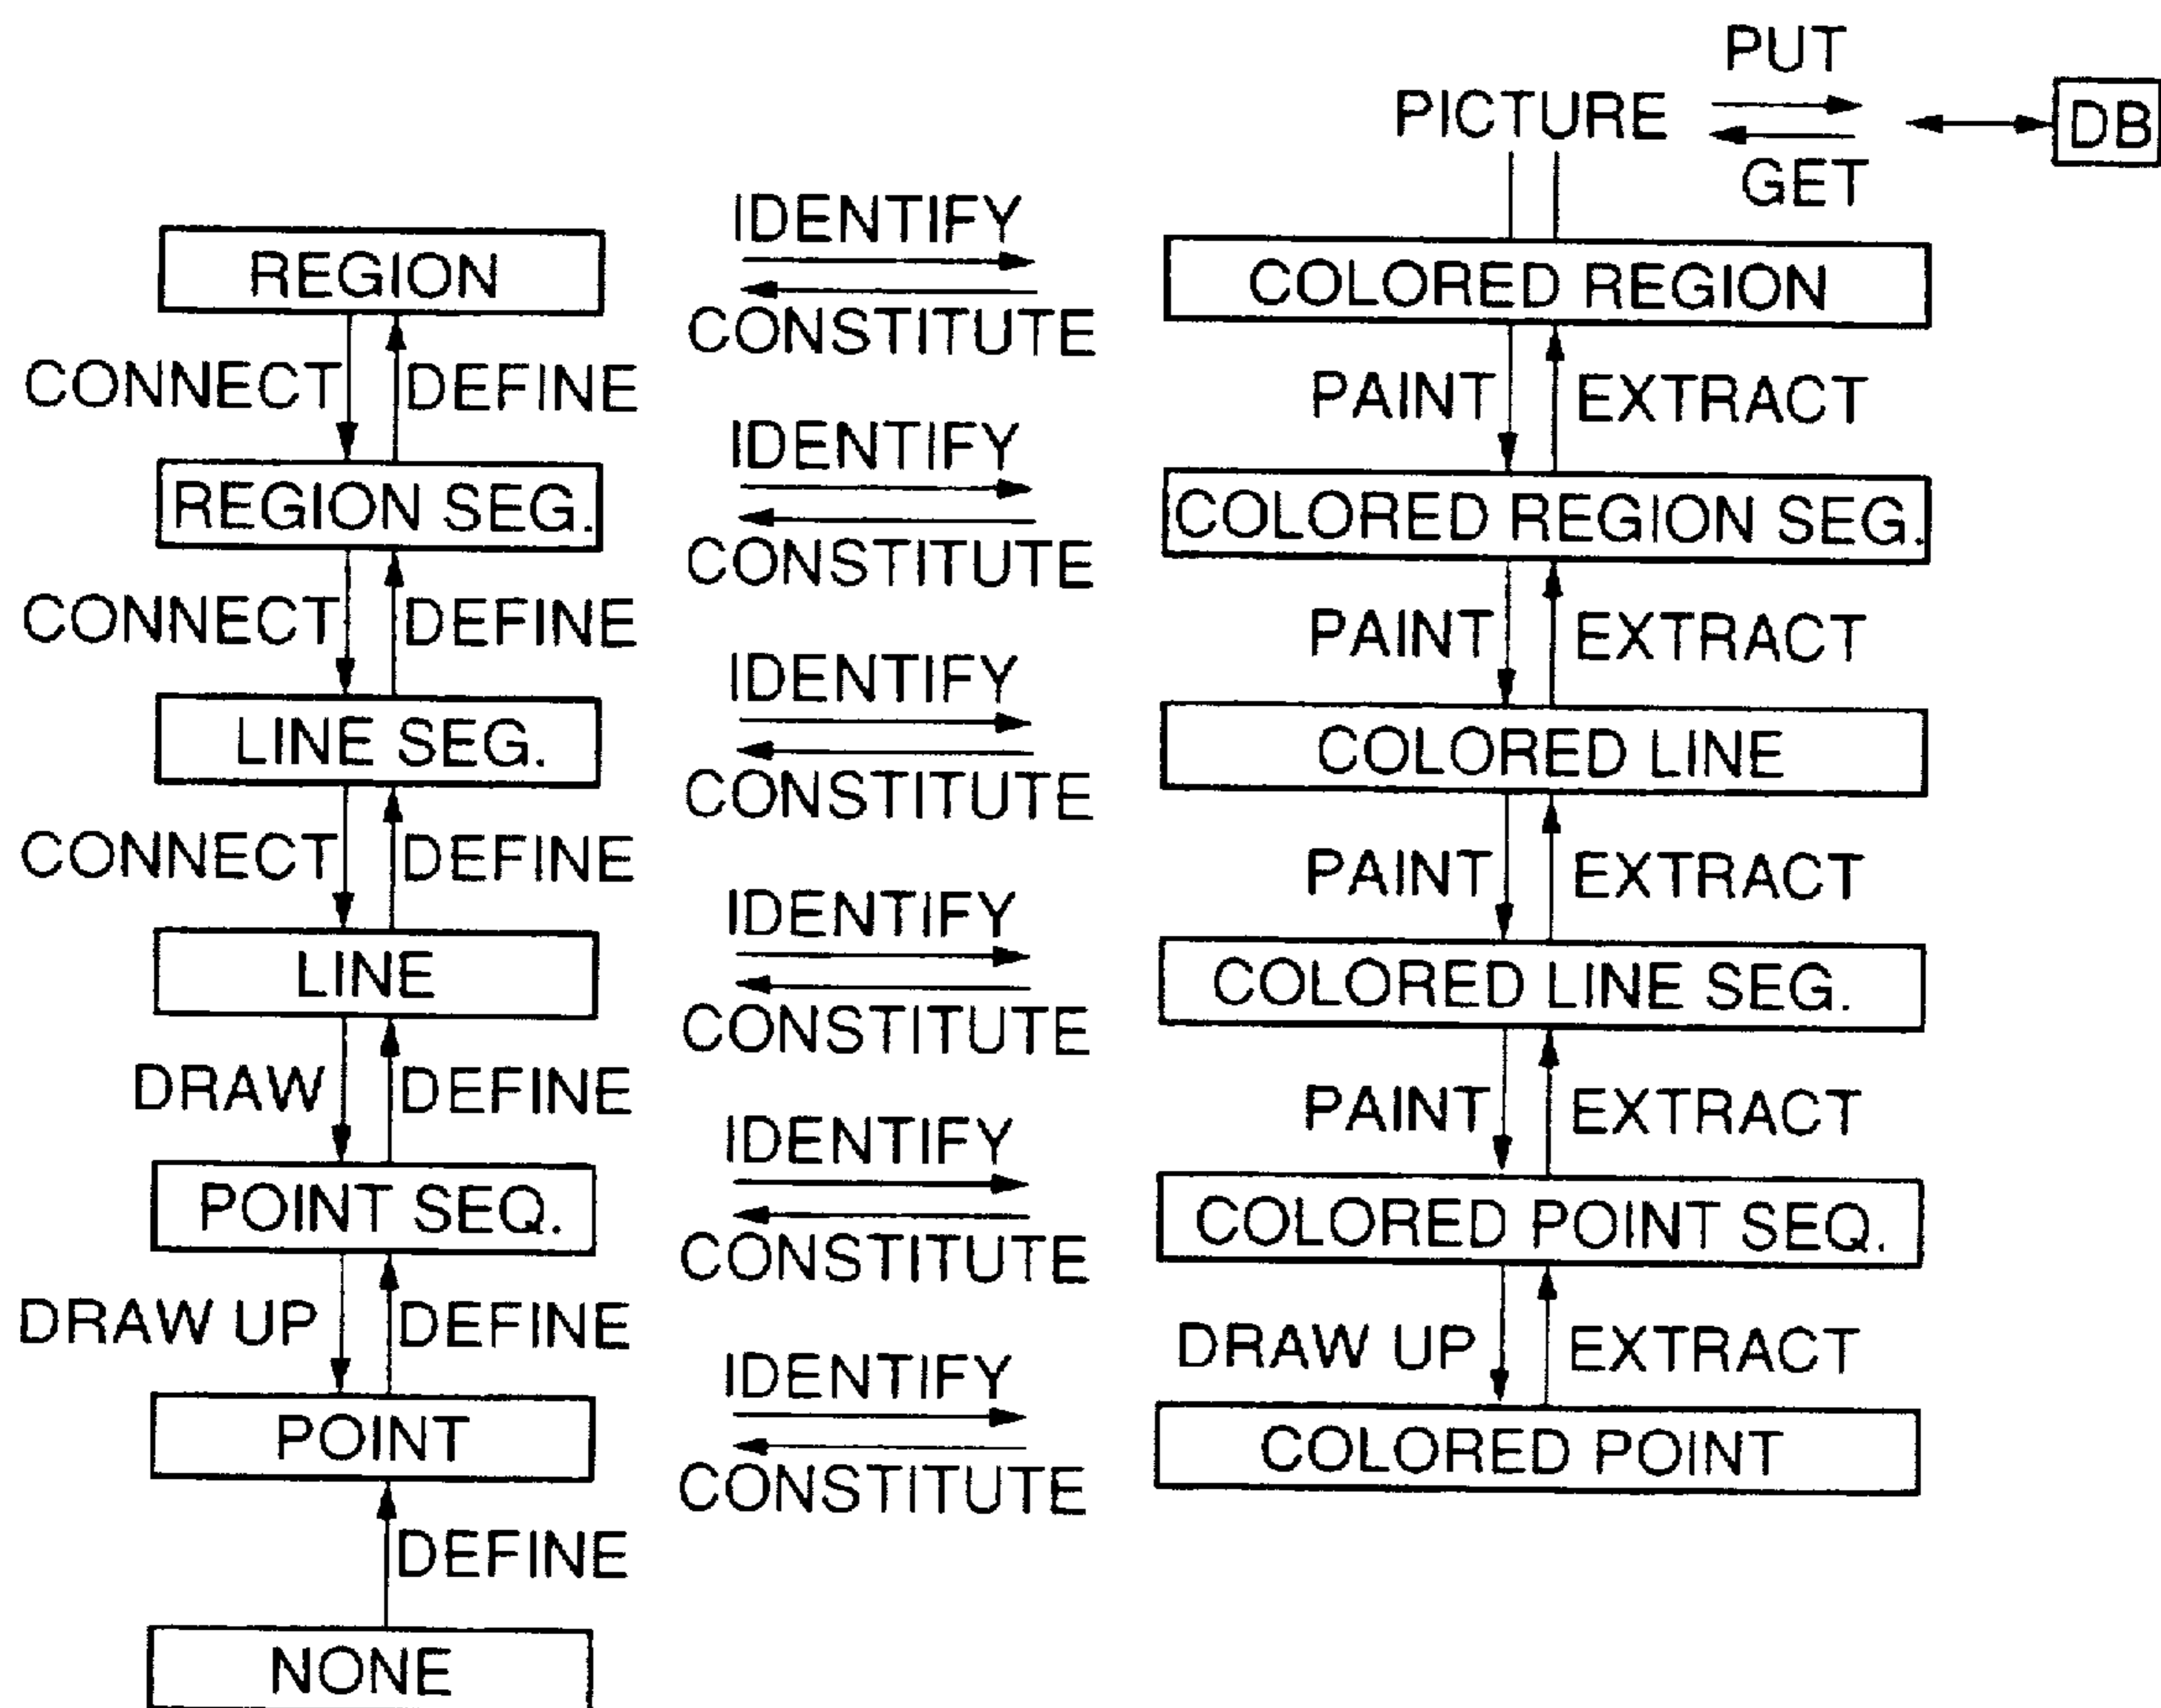 PUT
PICTURE
DB
GET
IDENTIFY
REGION
COLORED REGION
CONSTITUTE
CONNECT DEFINE
PAINT EXTRACT
IDENTIFY
REGION SEG.
COLORED REGION SEG.
CONSTITUTE
CONNECT DEFINE
PAINT EXTRACT
IDENTIFY
LINE SEG.
COLORED LINE
CONSTITUTE
CONNECT DEFINE
PAINT EXTRACT
IDENTIFY
LINE
COLORED LINE SEG.
CONSTITUTE
DRAW DEFINE
PAINT EXTRACT
IDENTIFY
POINT SEQ.
COLORED POINT SEQ.
CONSTITUTE
DRAW UP DEFINE
DRAW UP EXTRACT
IDENTIFY
POINT
COLORED POINT
CONSTITUTE
DEFINE
NONE